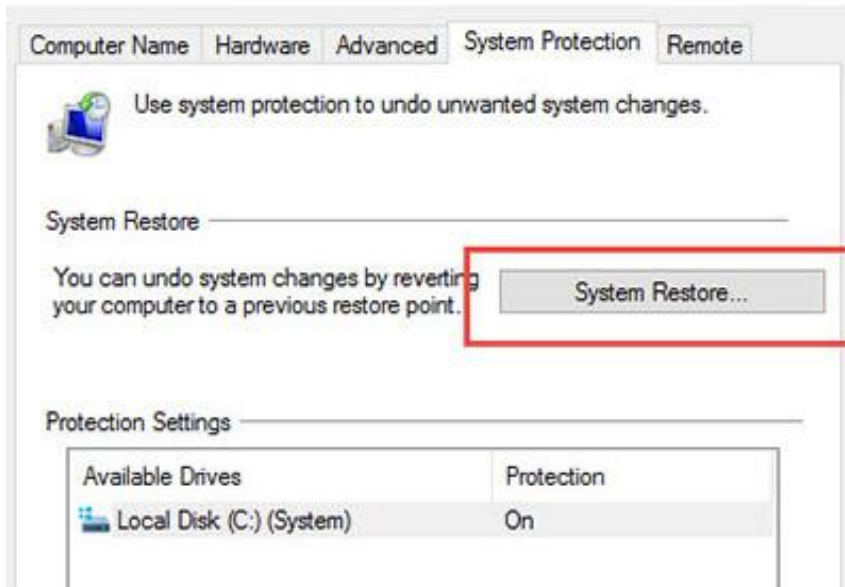 Computer Name Hardware Advanced System Protection Remote
Use system protection to undo unwanted system changes.
System Restore
You can undo system changes by reverting
your computer to a previous restore point.
System Restore...
Protection Settings
Available Drives Protection
Local Disk (C:) (System) On